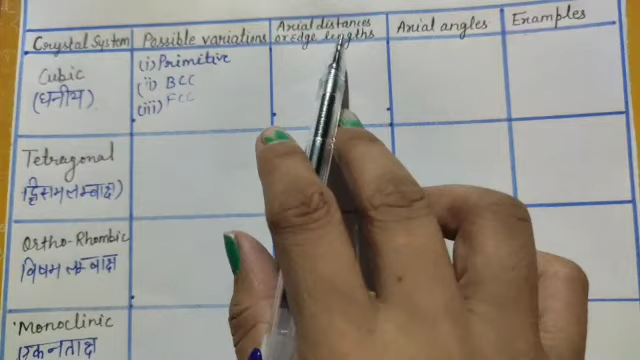 Crystal System
Possible variations
Axial distances
or edge lengths
Axial angles
Examples
Cubic
(घनीय)
(i) Primitive
(ii) BCC
(iii) FCC
Tetragonal
द्विसमलम्बाक्ष)
Ortho-Rhombic
विषमलम्बाक्ष
Monoclinic
एकनताक्ष